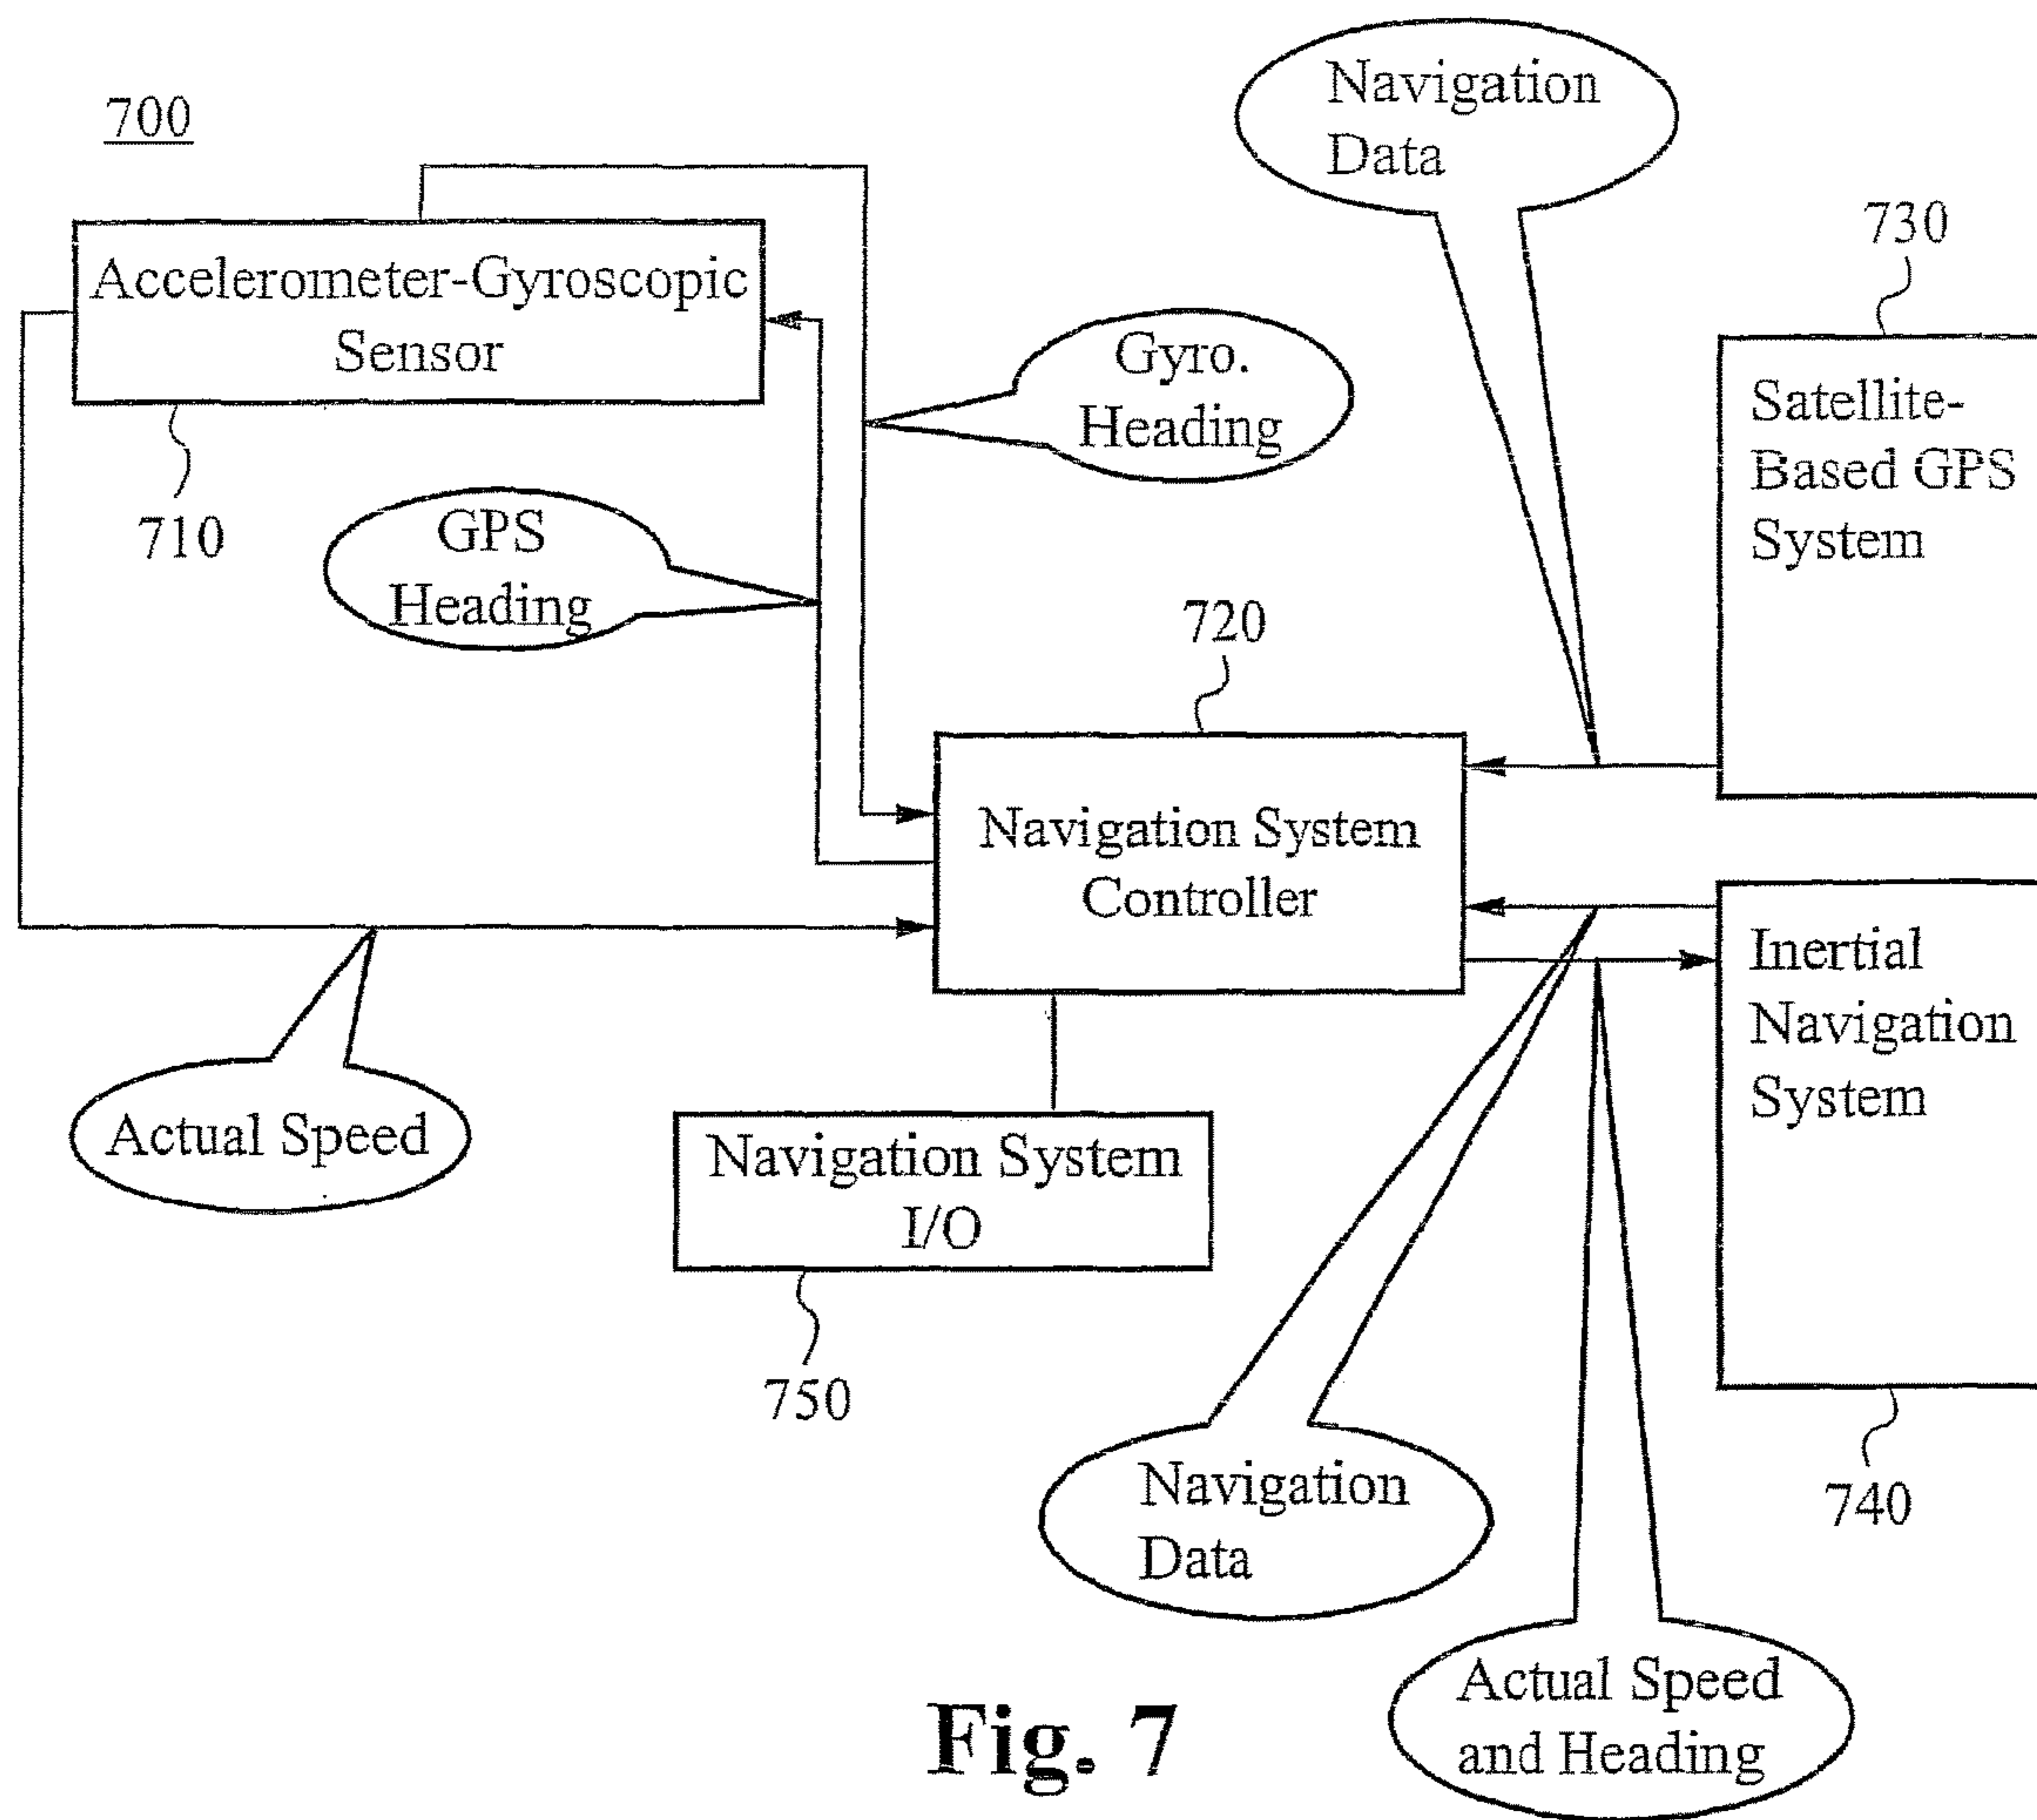 700
Navigation
Data
730
Accelerometer-Gyroscopic
Sensor
710
Gyro.
Heading
GPS
Heading
Satellite-
Based GPS
System
720
Navigation System
Controller
Inertial
Navigation
System
Actual Speed
Navigation System
I/O
750
Navigation
Data
740
Actual Speed
and Heading
Fig. 7